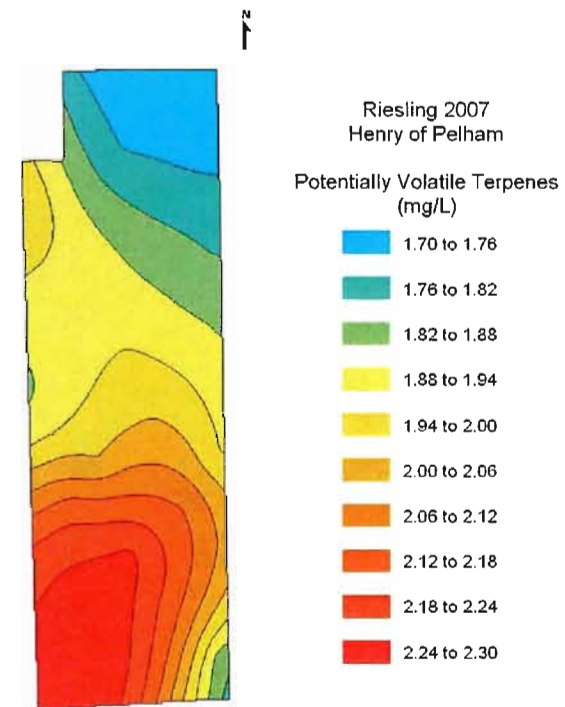 N
Riesling 2007
Henry of Pelham
Potentially Volatile Terpenes
(mg/L)
1.70 to 1.76
1.76 to 1.82
1.82 to 1.88
1.88 to 1.94
1.94 to 2.00
2.00 to 2.06
2.06 to 2.12
2.12 to 2.18
2.18 to 2.24
2.24 to 2.30